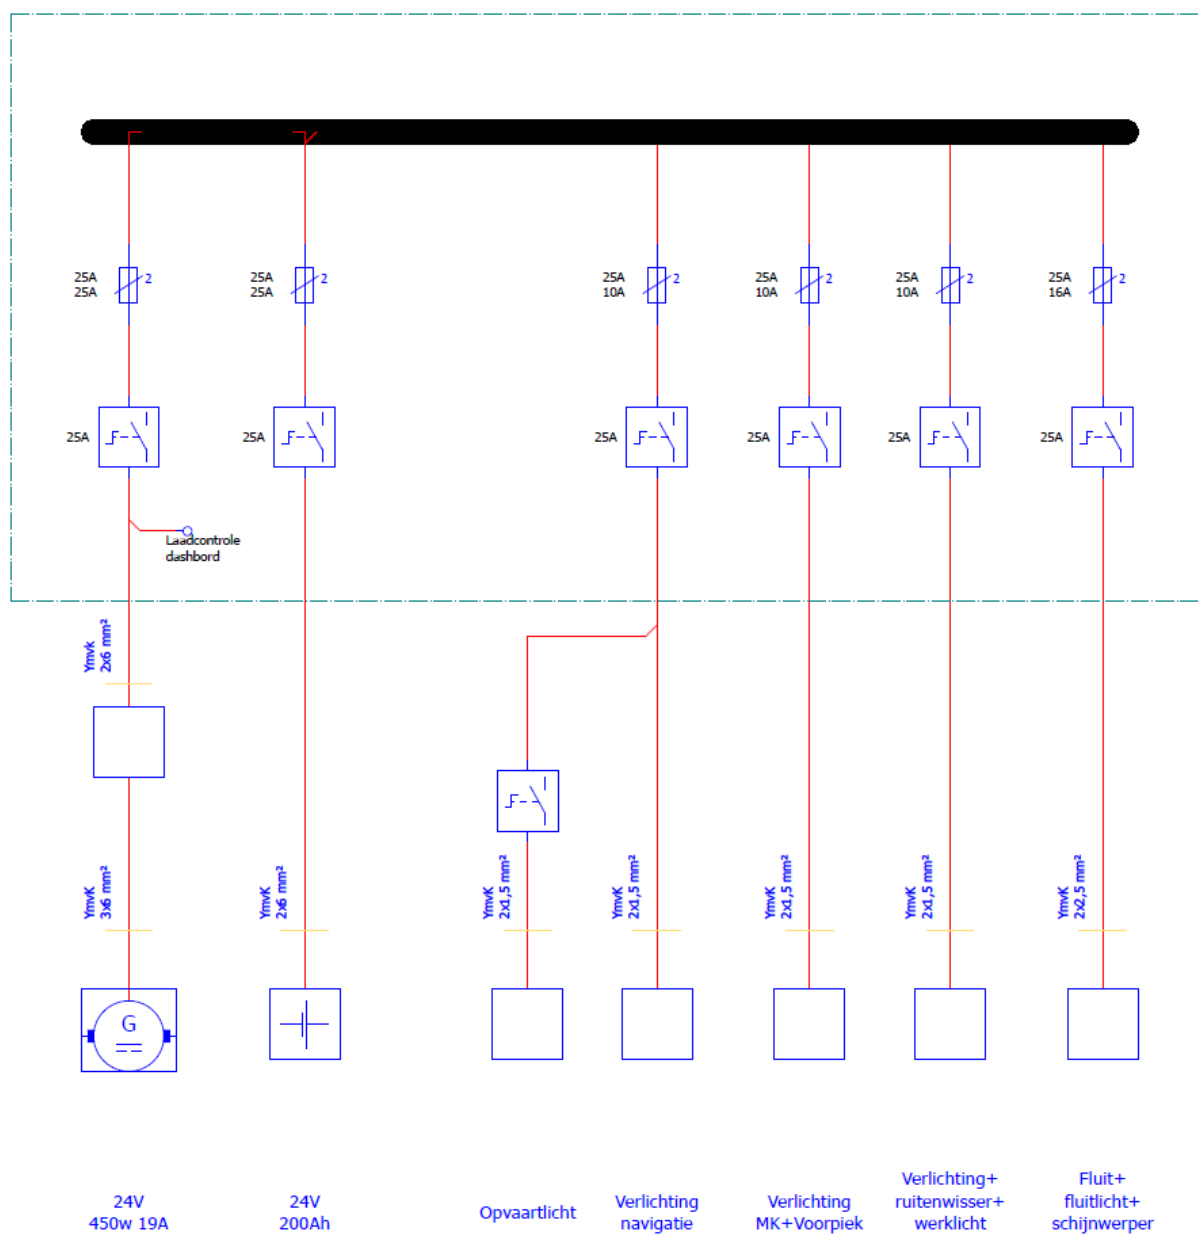 25A
25A
2
25A
25A
2
25A
10A
2
25A
10A
2
25A
10A
2
25A
16A
2
25A
25A
25A
25A
25A
25A
Laadcontrole
dashbord
Ymvk
2x6 mm²
YmvK
3x6 mm²
YmvK
2x6 mm²
YmvK
2x1,5 mm²
YmvK
2x1,5 mm²
YmvK
2x1,5 mm²
YmvK
2x1,5 mm²
YmvK
2x2,5 mm²
G
24V
450w 19A
24V
200Ah
Opvaartlicht
Verlichting
navigatie
Verlichting
MK+Voorpiek
Verlichting+
ruitenwisser+
werklicht
Fluit+
fluitlicht+
schijnwerper